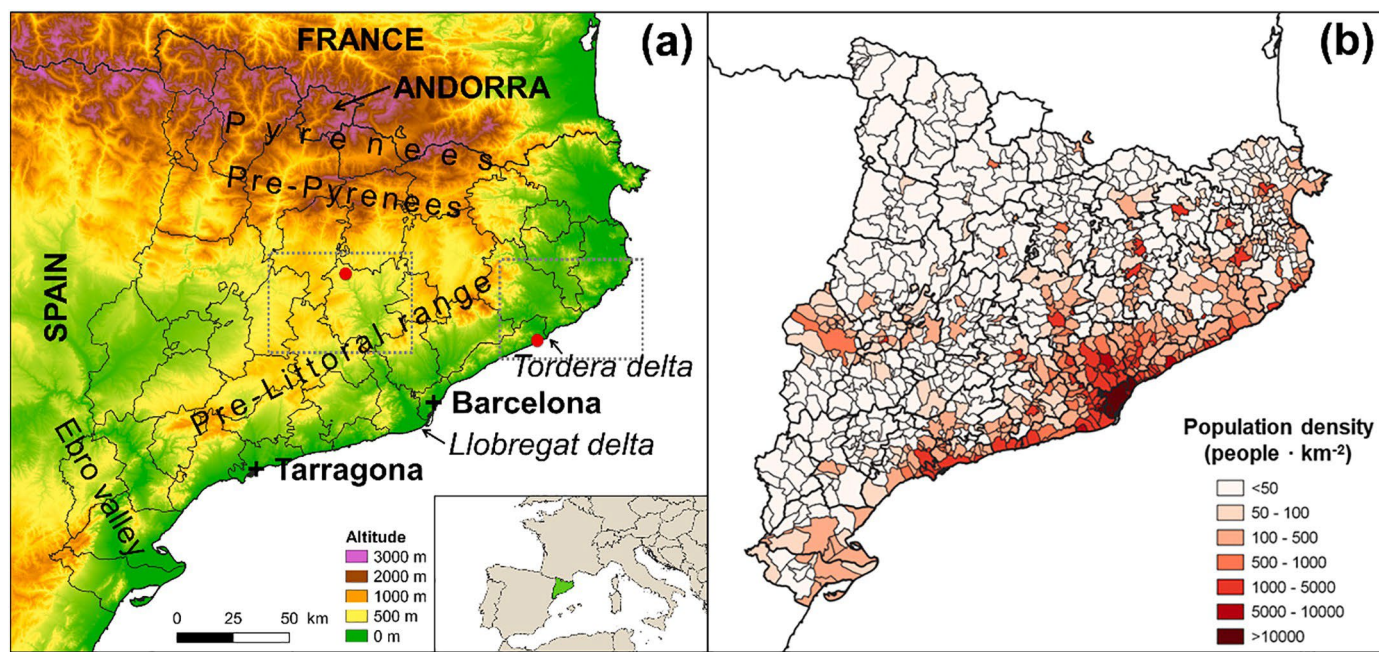 FRANCE
(a)
ANDORRA
Pyrenees
Pre-Pyrenees
SPAIN
Pre-Littoral range
Tordera delta
Barcelona
Llobregat delta
Tarragona
Ebro valley
Altitude
3000 m
2000 m
1000 m
500 m
0 m
0 25 50 km
(b)
Population density
(people · km⁻²)
<50
50 - 100
100 - 500
500 - 1000
1000 - 5000
5000 - 10000
>10000